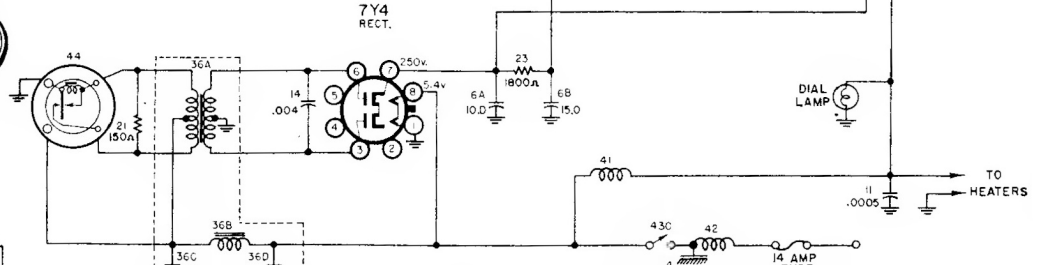 7Y4
RECT.
44
36A
6
7
250V.
23
1800Ω
5
8
5.4V
14
.004
6A
10.0
6B
15.0
DIAL
LAMP
21
150Ω
4
1
3
2
41
11
.0005
TO
HEATERS
36B
36C
36D
43C
42
14 AMP